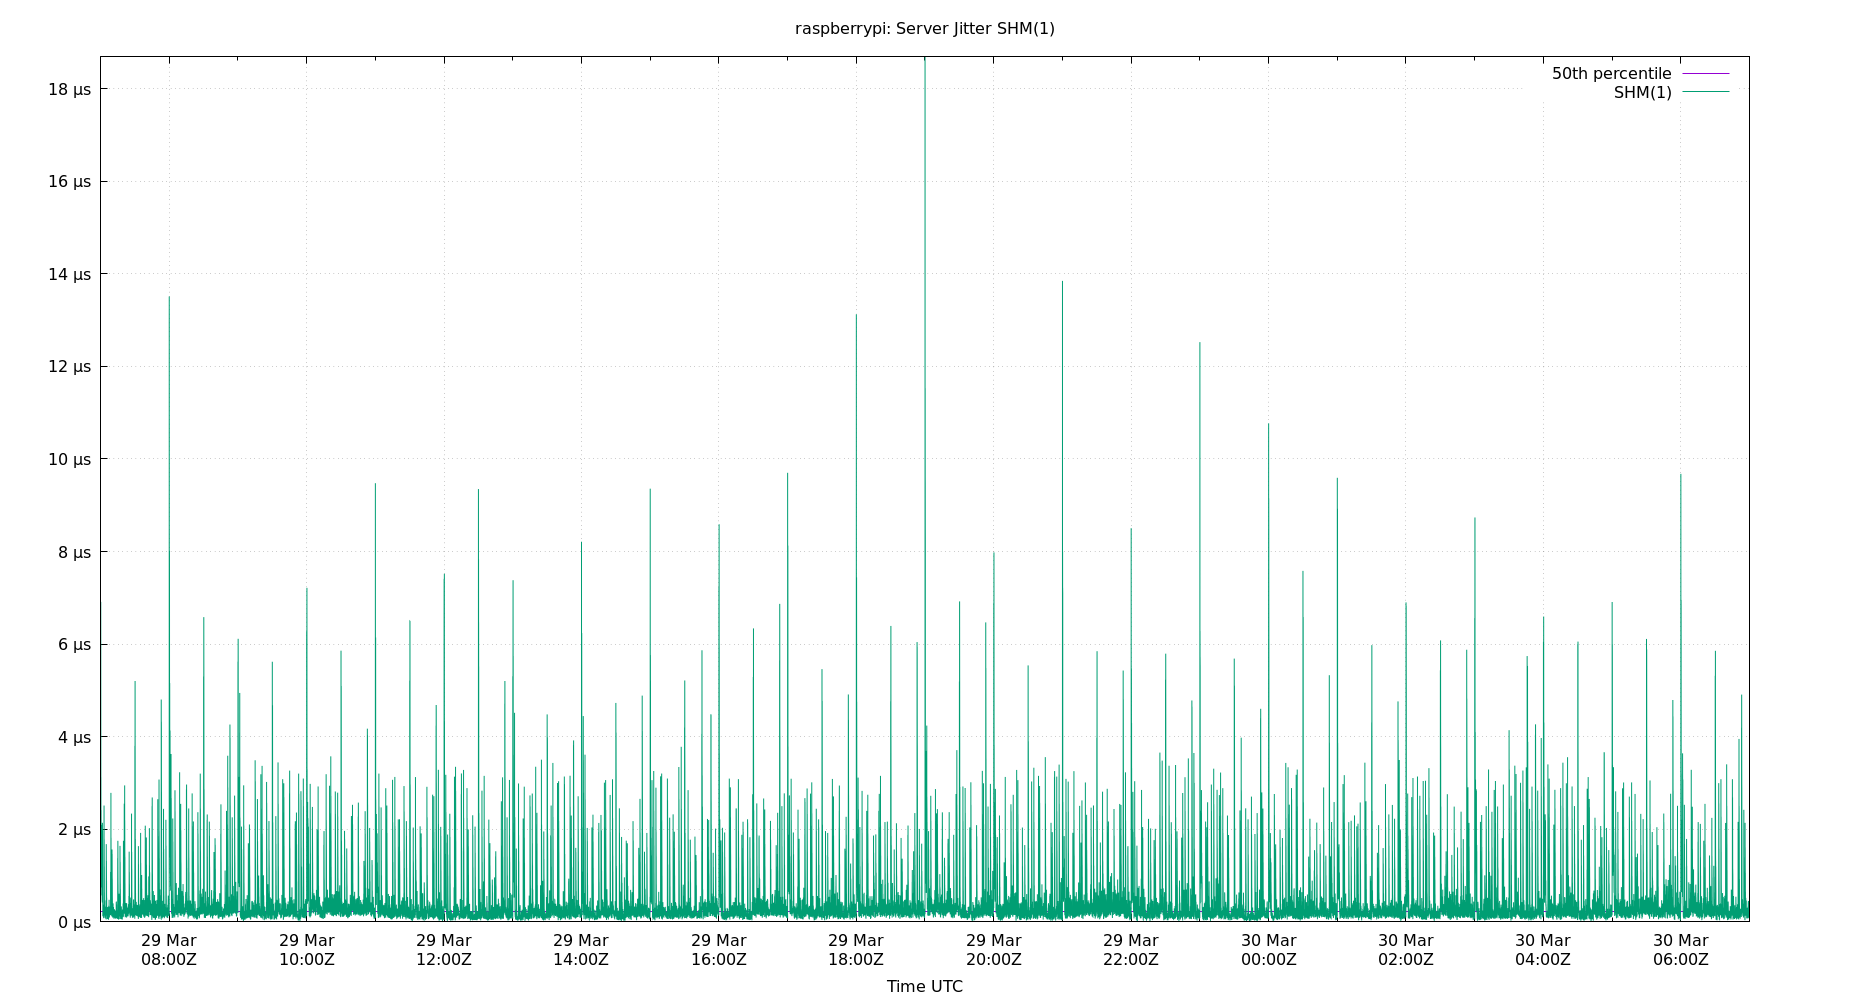 raspberrypi: Server Jitter SHM(1)
50th percentile
SHM(1)
18 µs
16 µs
14 µs
12 µs
10 µs
8 µs
6 µs
4 µs
2 µs
0 µs
29 Mar 08:00Z
29 Mar 10:00Z
29 Mar 12:00Z
29 Mar 14:00Z
29 Mar 16:00Z
29 Mar 18:00Z
29 Mar 20:00Z
29 Mar 22:00Z
30 Mar 00:00Z
30 Mar 02:00Z
30 Mar 04:00Z
30 Mar 06:00Z
Time UTC